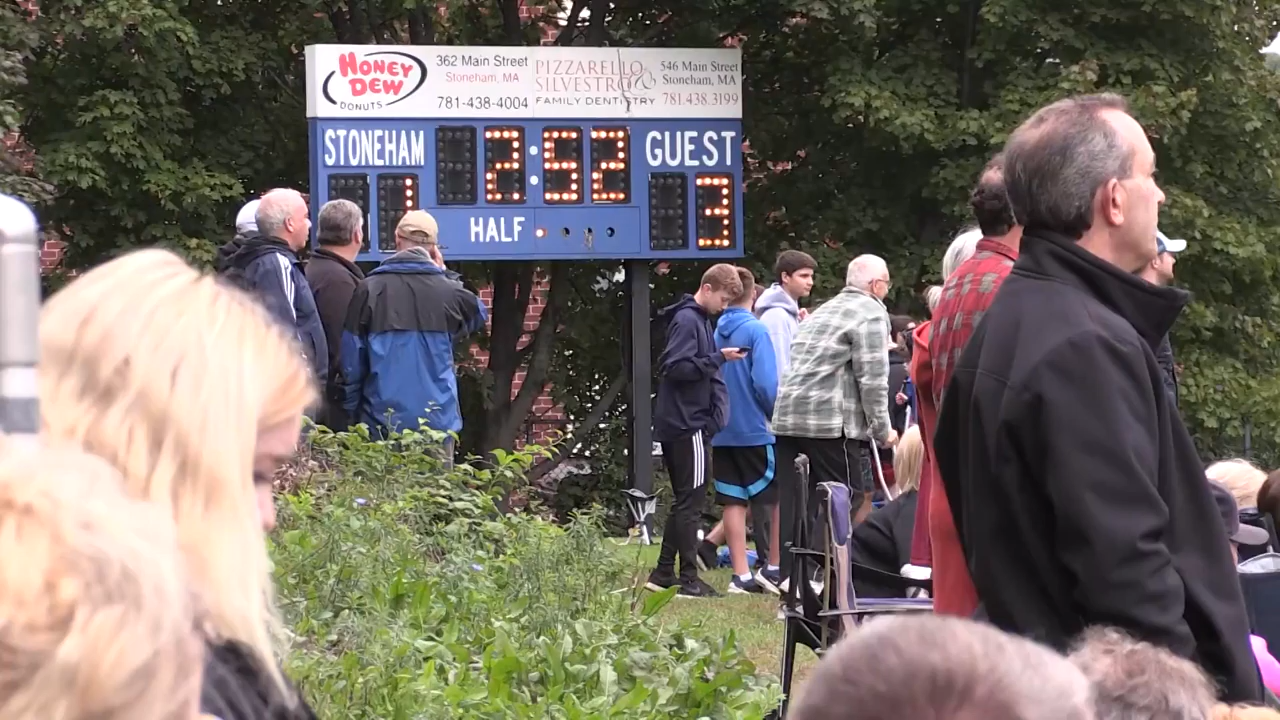 HONEY DEW DONUTS
362 Main Street
Stoneham, MA
781-438-4004
PIZZARELLO
SILVESTRO &
FAMILY DENTISTRY
546 Main Street
Stoneham, MA
781.438.3199
STONEHAM 2:52 GUEST
1 3
HALF